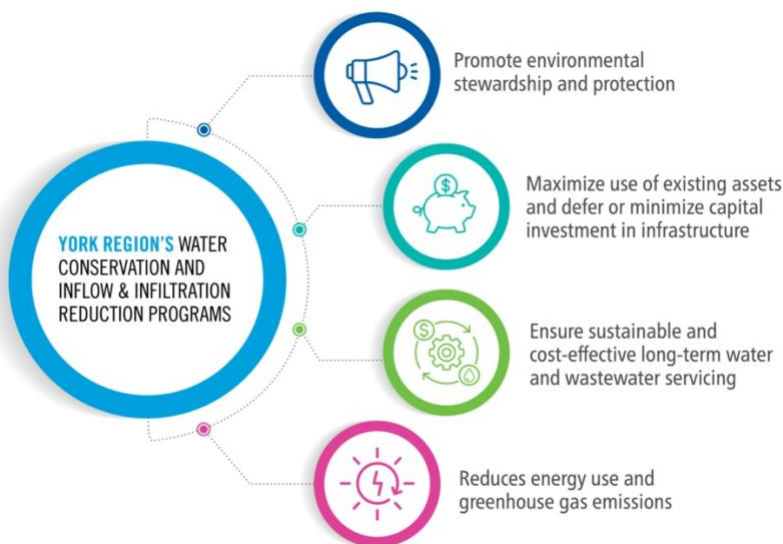 Promote environmental
stewardship and protection
Maximize use of existing assets
and defer or minimize capital
investment in infrastructure
YORK REGION'S WATER
CONSERVATION AND
INFLOW & INFILTRATION
REDUCTION PROGRAMS
Ensure sustainable and
cost-effective long-term water
and wastewater servicing
Reduces energy use and
greenhouse gas emissions